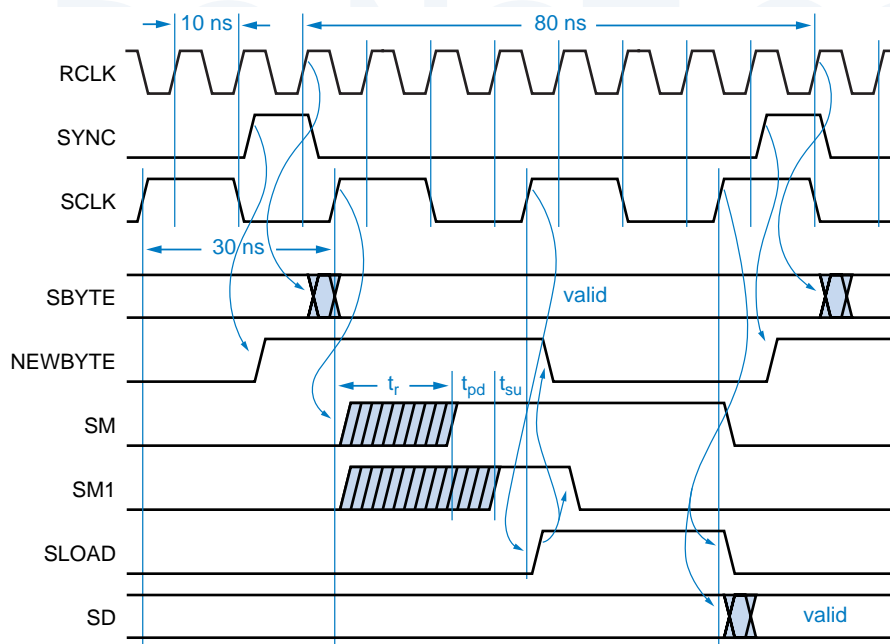 10 ns
80 ns
RCLK
SYNC
SCLK
30 ns
SBYTE
valid
NEWBYTE
tr
tpd
tsu
SM
SM1
SLOAD
SD
valid